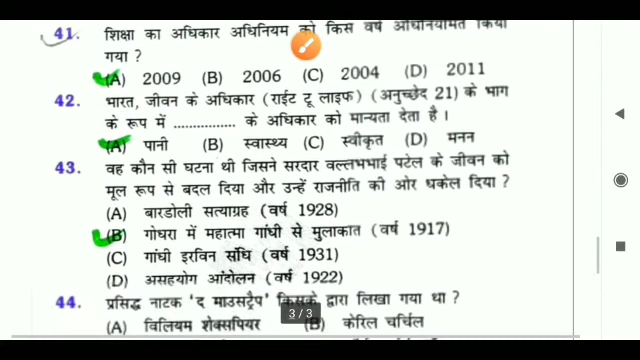 41. शिक्षा का अधिकार अधिनियम को किस वर्ष अधिनियमित किया
गया ?
(A) 2009 (B) 2006 (C) 2004 (D) 2011
42. भारत, जीवन के अधिकार (राईट टू लाइफ) (अनुच्छेद 21) के भाग
के रूप में ................ के अधिकार को मान्यता देता है ।
(A) पानी (B) स्वास्थ्य (C) स्वीकृत (D) मनन
43. वह कौन सी घटना थी जिसने सरदार वल्लभभाई पटेल के जीवन को
मूल रूप से बदल दिया और उन्हें राजनीति की ओर धकेल दिया ?
(A) बारडोली सत्याग्रह (वर्ष 1928)
(B) गोधरा में महात्मा गांधी से मुलाकात (वर्ष 1917)
(C) गांधी इरविन संधि (वर्ष 1931)
(D) असहयोग आंदोलन (वर्ष 1922)
44. प्रसिद्ध नाटक 'द माउसट्रैप' किसके द्वारा लिखा गया था ?
3/3
(A) विलियम शेक्सपियर (B) केरिल चर्चिल